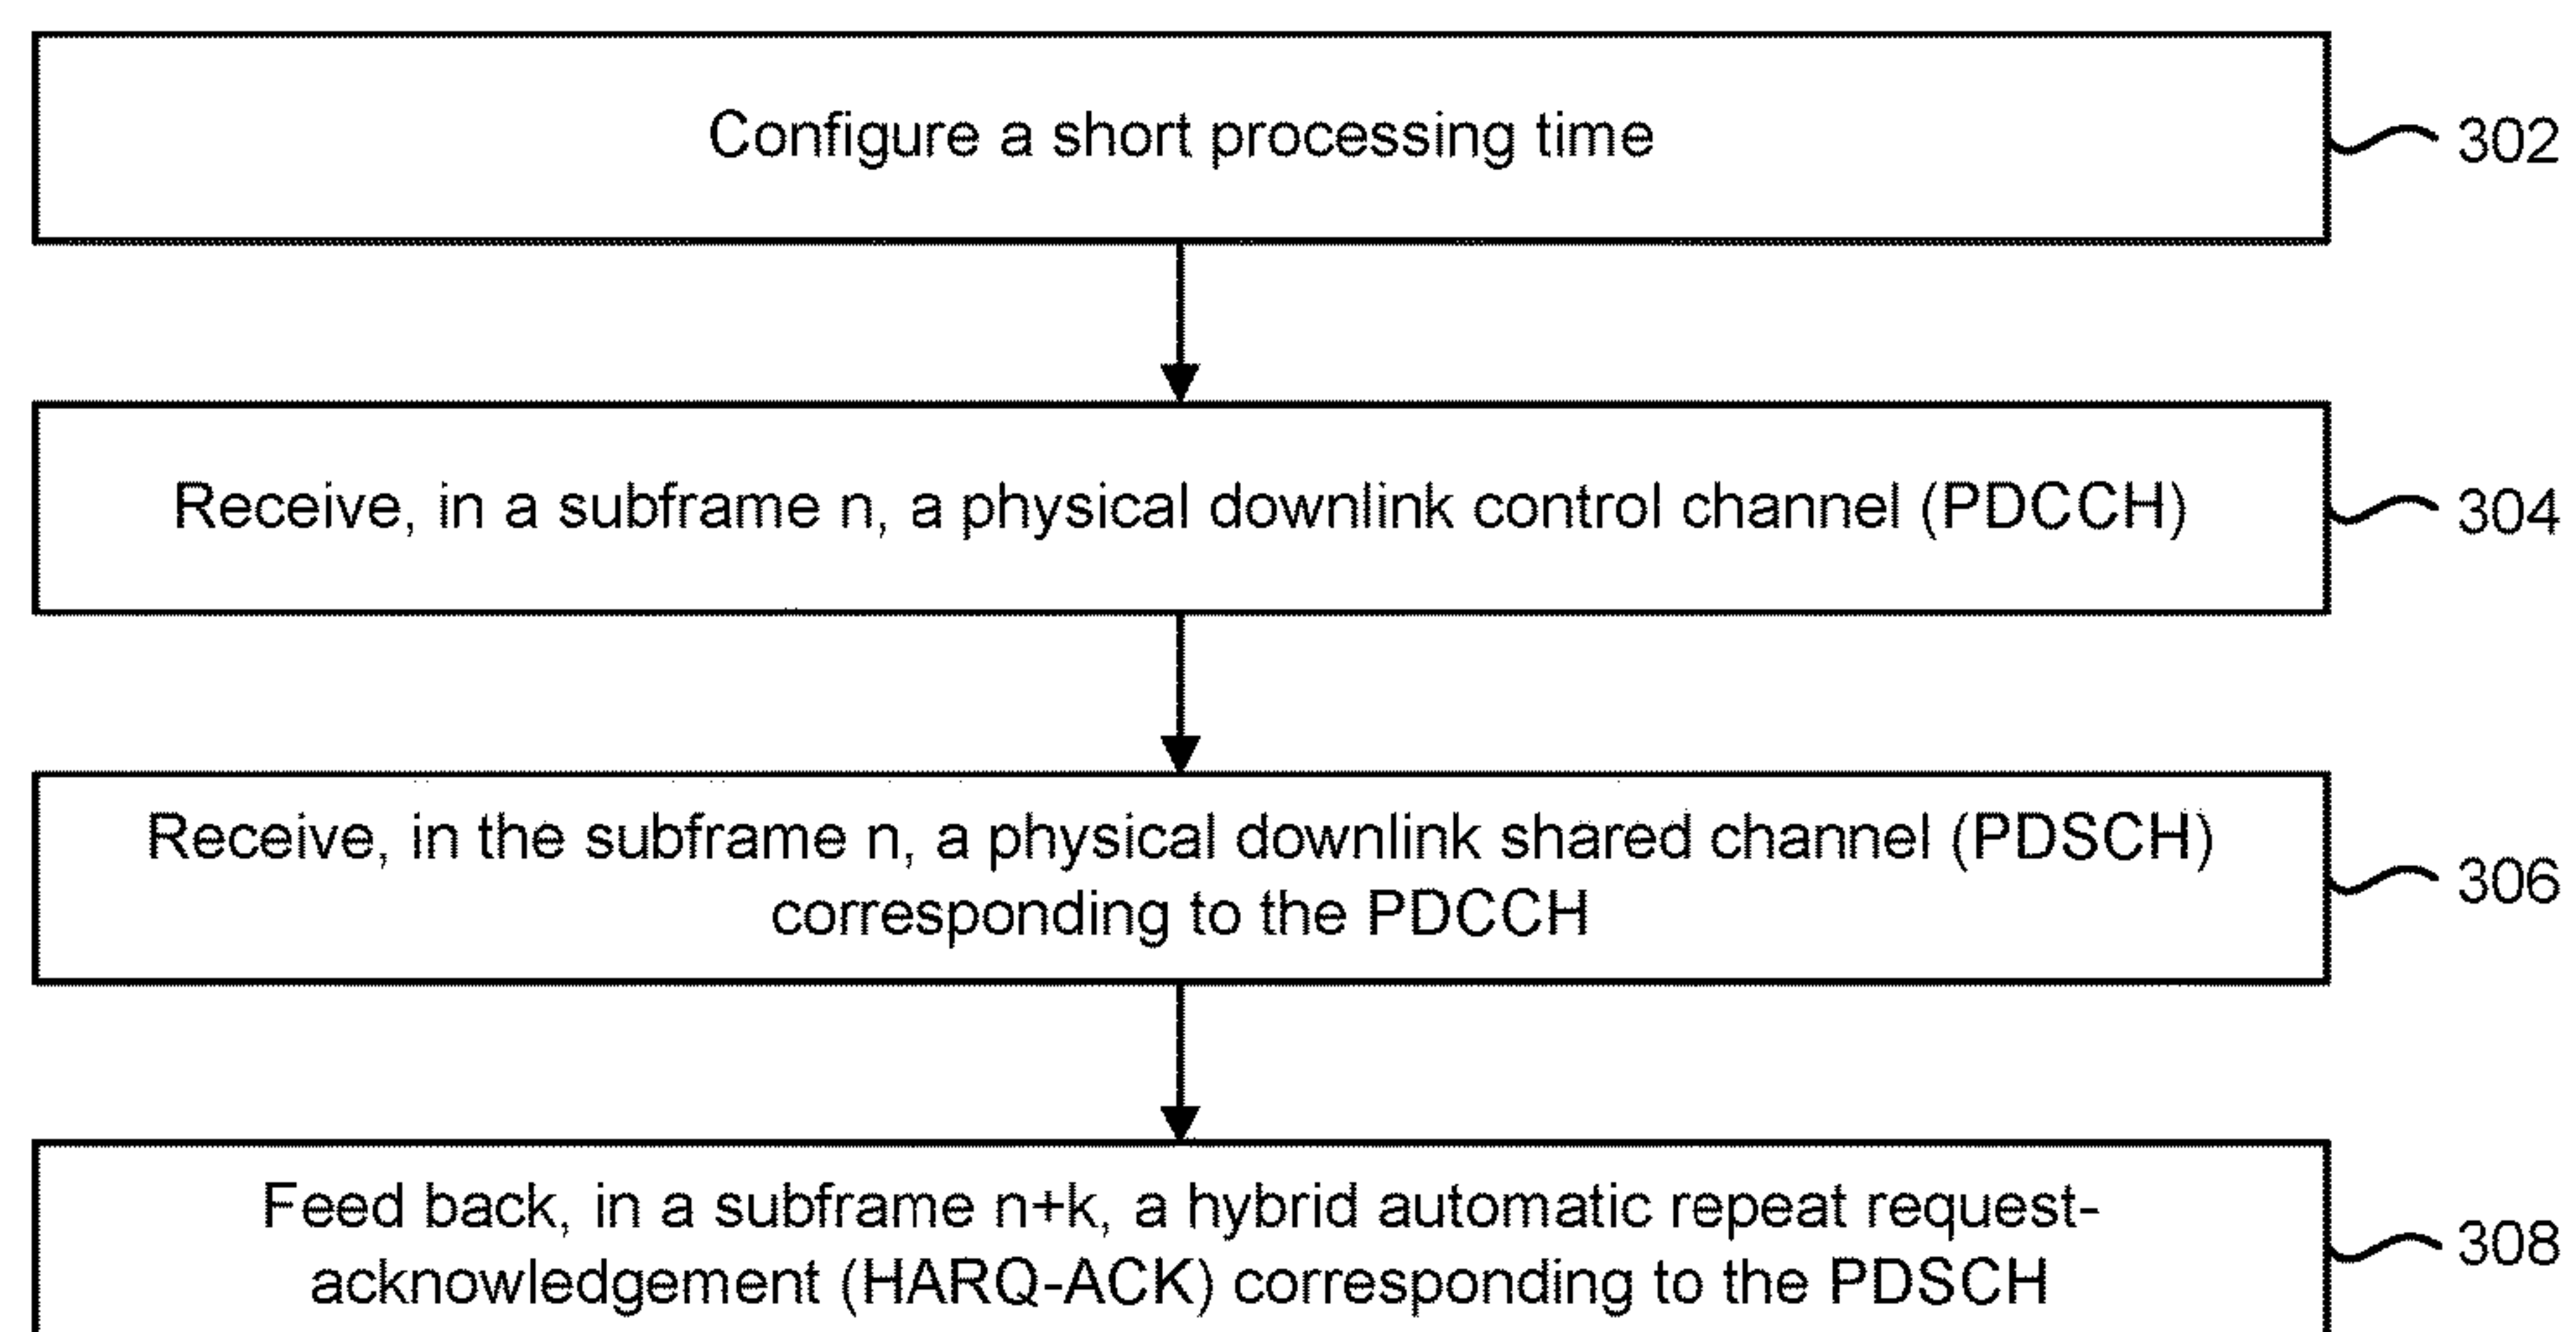 Configure a short processing time
302
Receive, in a subframe n, a physical downlink control channel (PDCCH)
304
Receive, in the subframe n, a physical downlink shared channel (PDSCH)
corresponding to the PDCCH
306
Feed back, in a subframe n+k, a hybrid automatic repeat request-
acknowledgement (HARQ-ACK) corresponding to the PDSCH
308